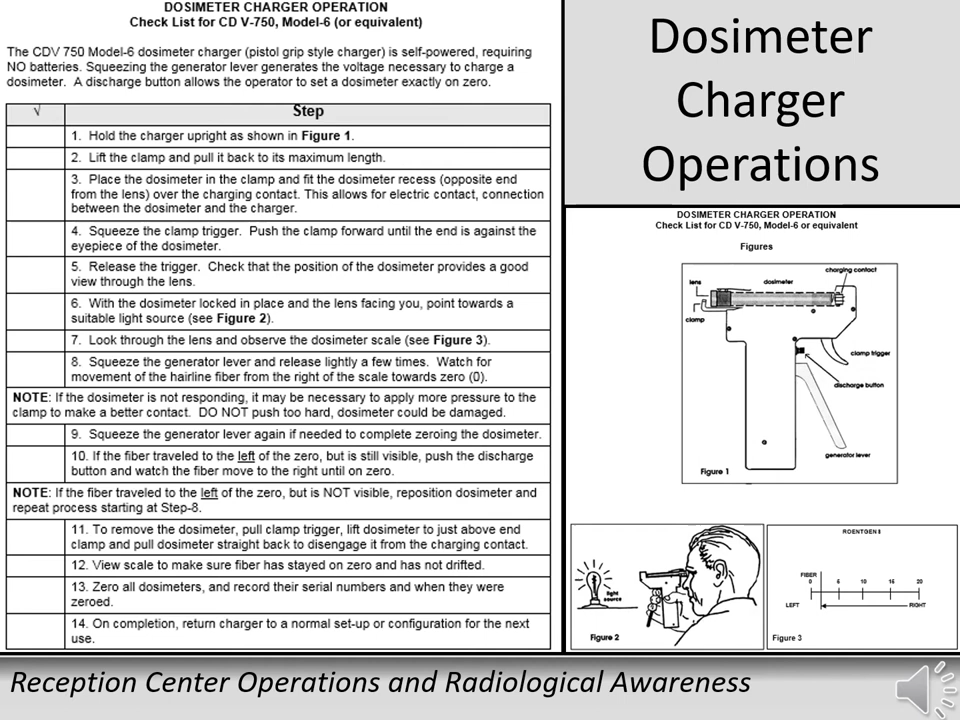 DOSIMETER CHARGER OPERATION
Check List for CD V-750, Model-6 (or equivalent)
The CDV 750 Model-6 dosimeter charger (pistol grip style charger) is self-powered, requiring
NO batteries. Squeezing the generator lever generates the voltage necessary to charge a
dosimeter. A discharge button allows the operator to set a dosimeter exactly on zero.
√ Step
1. Hold the charger upright as shown in Figure 1.
2. Lift the clamp and pull it back to its maximum length.
3. Place the dosimeter in the clamp and fit the dosimeter recess (opposite end
from the lens) over the charging contact. This allows for electric contact, connection
between the dosimeter and the charger.
4. Squeeze the clamp trigger. Push the clamp forward until the end is against the
eyepiece of the dosimeter.
5. Release the trigger. Check that the position of the dosimeter provides a good
view through the lens.
6. With the dosimeter locked in place and the lens facing you, point towards a
suitable light source (see Figure 2).
7. Look through the lens and observe the dosimeter scale (see Figure 3).
8. Squeeze the generator lever and release lightly a few times. Watch for
movement of the hairline fiber from the right of the scale towards zero (0).
NOTE: If the dosimeter is not responding, it may be necessary to apply more pressure to the
clamp to make a better contact. DO NOT push too hard, dosimeter could be damaged.
9. Squeeze the generator lever again if needed to complete zeroing the dosimeter.
10. If the fiber traveled to the left of the zero, but is still visible, push the discharge
button and watch the fiber move to the right until on zero.
NOTE: If the fiber traveled to the left of the zero, but is NOT visible, reposition dosimeter and
repeat process starting at Step-8.
11. To remove the dosimeter, pull clamp trigger, lift dosimeter to just above end
clamp and pull dosimeter straight back to disengage it from the charging contact.
12. View scale to make sure fiber has stayed on zero and has not drifted.
13. Zero all dosimeters, and record their serial numbers and when they were
zeroed.
14. On completion, return charger to a normal set-up or configuration for the next
use.
Dosimeter
Charger
Operations
DOSIMETER CHARGER OPERATION
Check List for CD V-750, Model-6 or equivalent
Figures
charging contact
lens
dosimeter
clamp
clamp trigger
discharge button
generator lever
Figure 1
light
source
Figure 2
ROENTGENS
FIBER
0 5 10 15 20
LEFT RIGHT
Figure 3
Reception Center Operations and Radiological Awareness